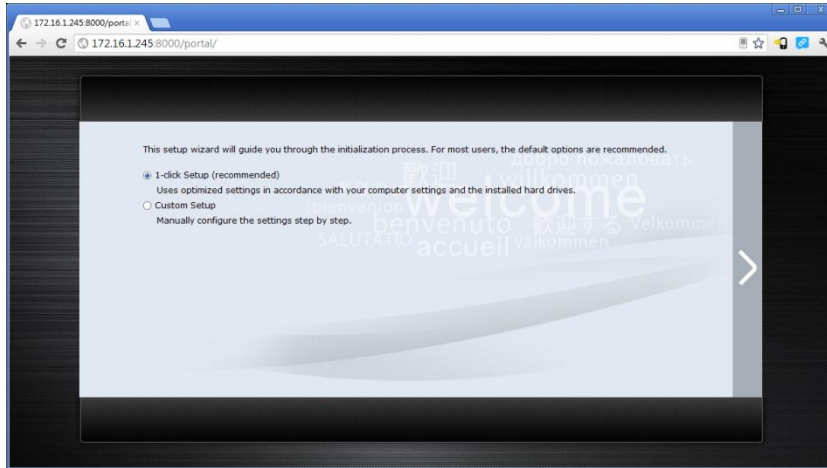 172.16.1.245:8000/portal
172.16.1.245:8000/portal/
This setup wizard will guide you through the initialization process. For most users, the default options are recommended.
1-click Setup (recommended)
Uses optimized settings in accordance with your computer settings and the installed hard drives.
Custom Setup
Manually configure the settings step by step.
добро пожаловать
歓迎 willkommen
bienvenido welcome
benvenuto 歓迎する Velkommen
SALUTATIO accueil välkommen